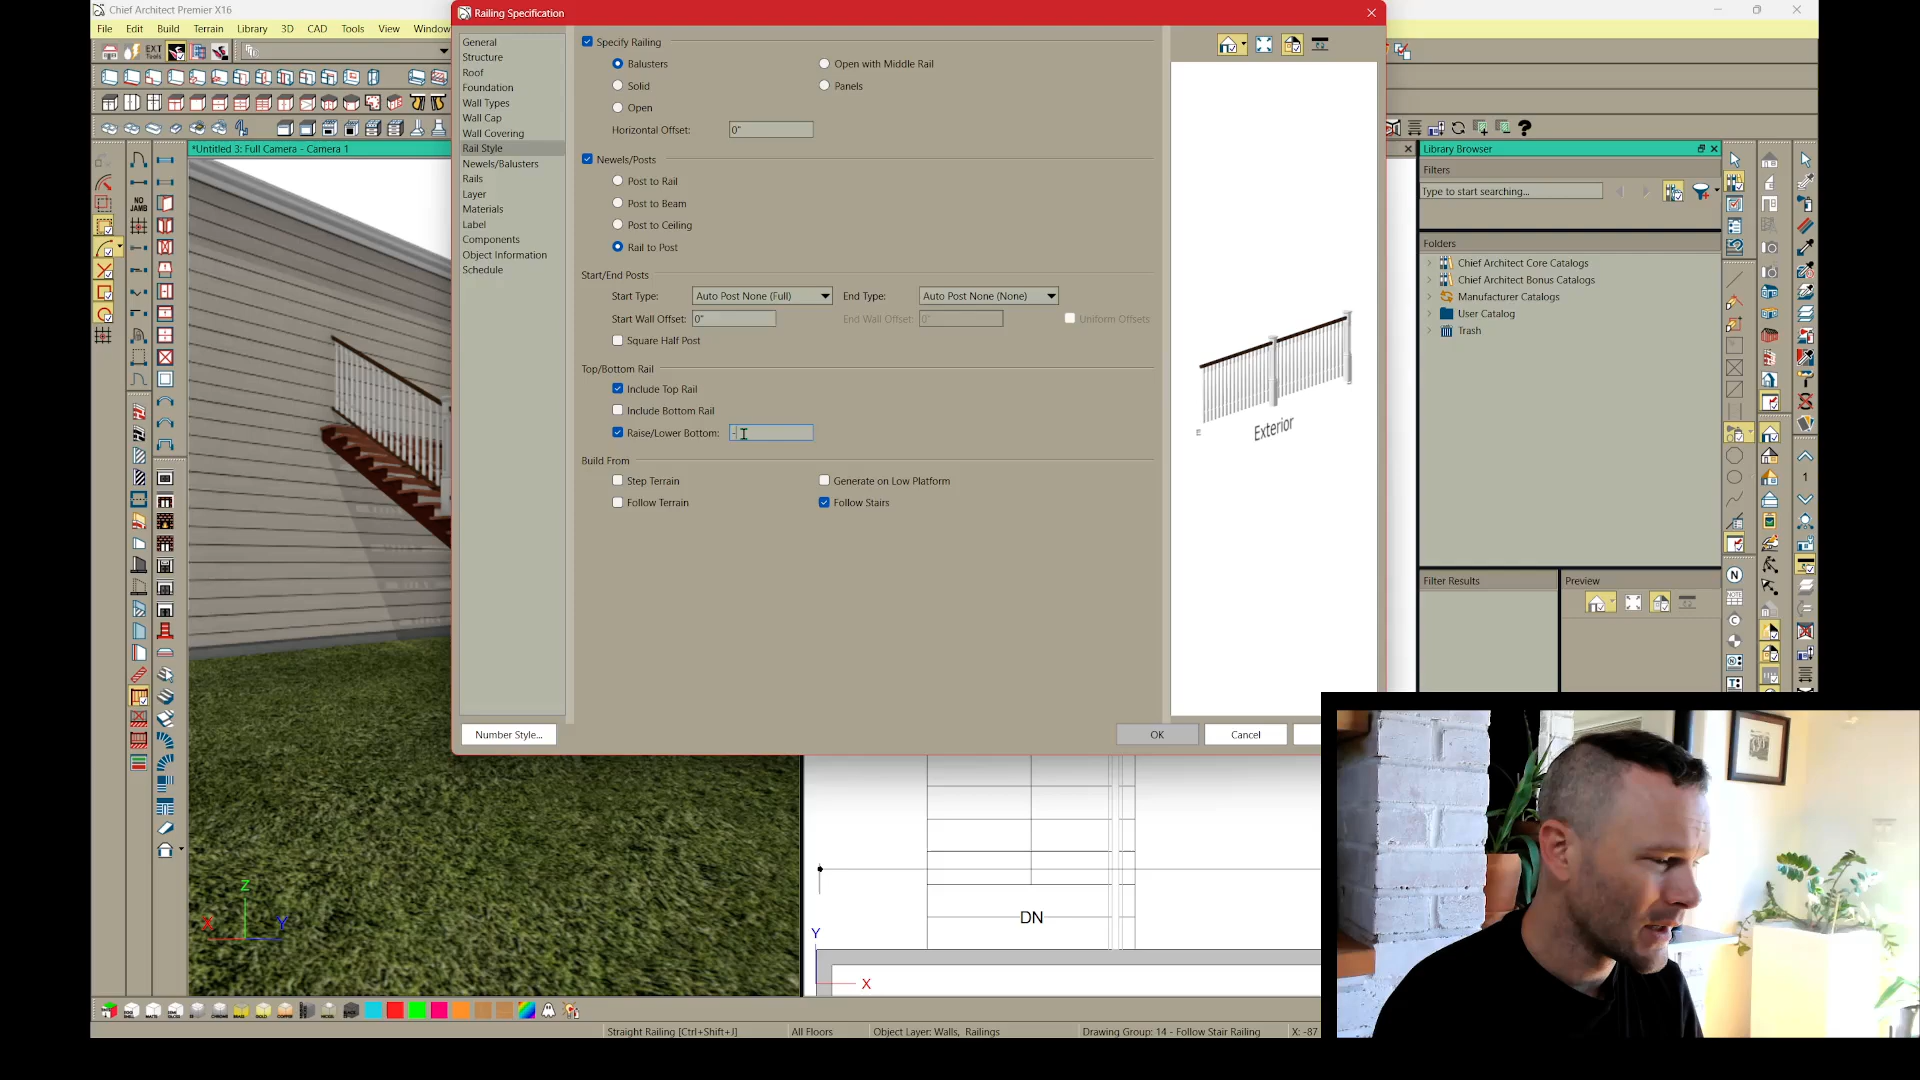 Chief Architect Premier X16
File Edit Build Terrain Library 3D CAD Tools View Window
EXT
Tools
*Untitled 3: Full Camera - Camera 1
NO
JAMB
Railing Specification
General
Structure
Roof
Foundation
Wall Types
Wall Cap
Wall Covering
Rail Style
Newels/Balusters
Rails
Layer
Materials
Label
Components
Object Information
Schedule
Specify Railing
Balusters
Open with Middle Rail
Solid
Panels
Open
Horizontal Offset: 0"
Newels/Posts
Post to Rail
Post to Beam
Post to Ceiling
Rail to Post
Start/End Posts
Start Type: Auto Post None (Full) End Type: Auto Post None (None)
Start Wall Offset: 0" End Wall Offset: 0" Uniform Offsets
Square Half Post
Top/Bottom Rail
Include Top Rail
Include Bottom Rail
Raise/Lower Bottom: -
Build From
Step Terrain
Generate on Low Platform
Follow Terrain
Follow Stairs
Exterior
E
Number Style...
OK
Cancel
Library Browser
Filters
Type to start searching...
Folders
Chief Architect Core Catalogs
Chief Architect Bonus Catalogs
Manufacturer Catalogs
User Catalog
Trash
Filter Results
Preview
1
N
NOTE
DN
Z
X
Y
Y
X
Straight Railing [Ctrl+Shift+J] All Floors Object Layer: Walls, Railings Drawing Group: 14 - Follow Stair Railing X: -87